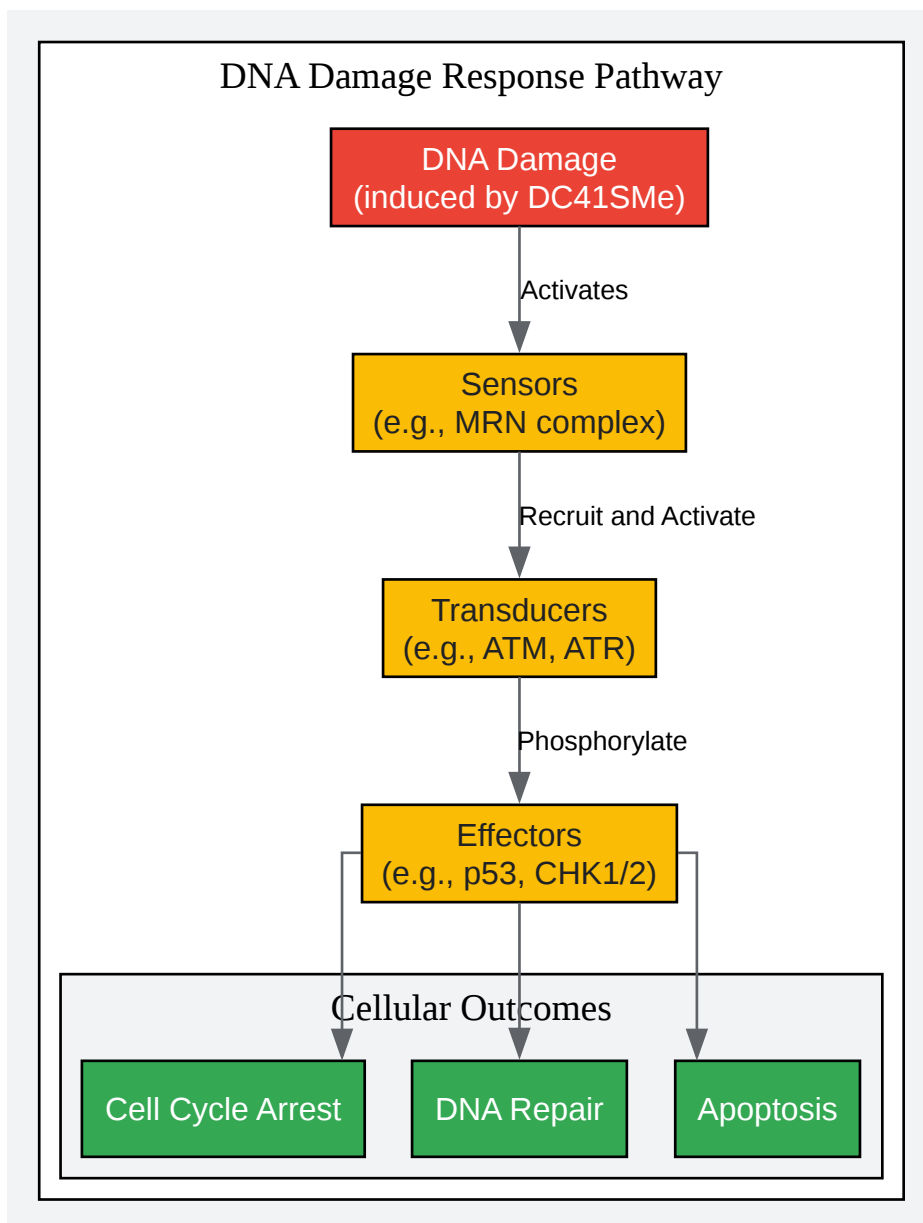 DNA Damage Response Pathway
DNA Damage
(induced by DC41SMe)
Activates
Sensors
(e.g., MRN complex)
Recruit and Activate
Transducers
(e.g., ATM, ATR)
Phosphorylate
Effectors
(e.g., p53, CHK1/2)
Cellular Outcomes
Cell Cycle Arrest
DNA Repair
Apoptosis